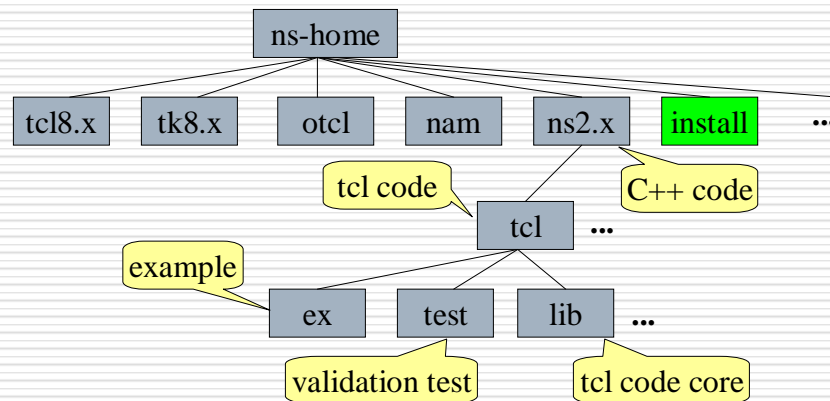 ns-home
tcl8.x
tk8.x
otcl
nam
ns2.x
install
...
tcl code
C++ code
tcl
...
example
ex
test
lib
...
validation test
tcl code core